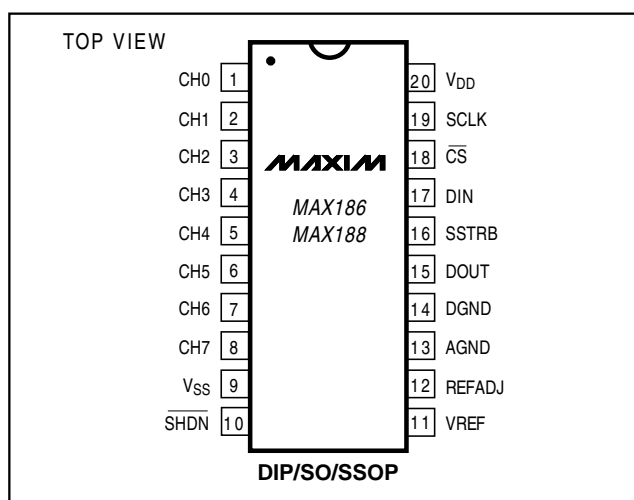 TOP VIEW
CH0 1 20 VDD
CH1 2 19 SCLK
CH2 3 18 C̅S̅
CH3 4 17 DIN
CH4 5 16 SSTRB
CH5 6 15 DOUT
CH6 7 14 DGND
CH7 8 13 AGND
VSS 9 12 REFADJ
S̅H̅D̅N̅ 10 11 VREF
MAXIM
MAX186
MAX188
DIP/SO/SSOP